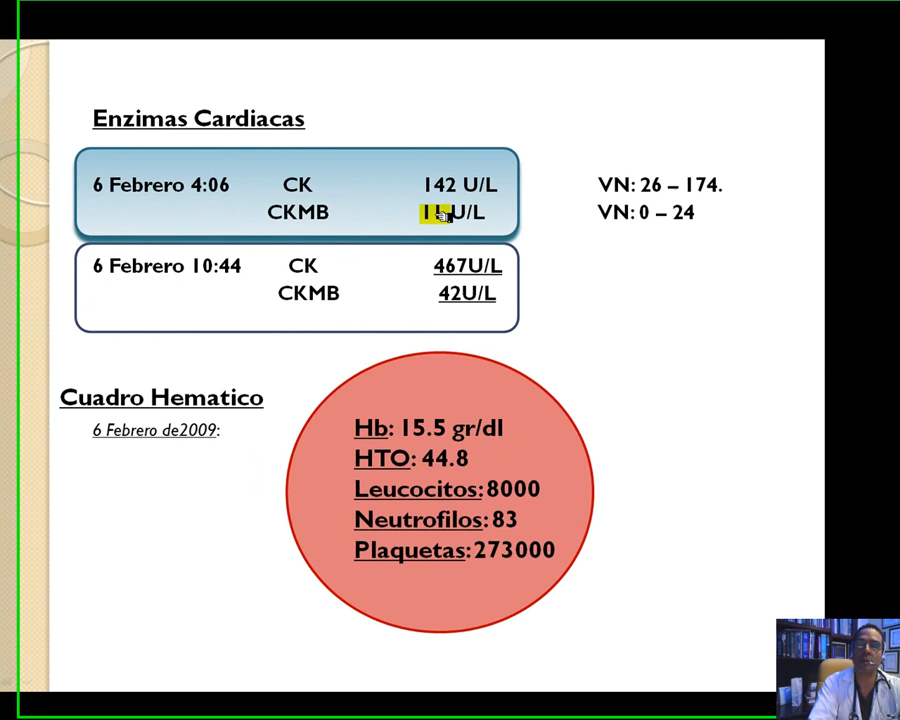 Enzimas Cardiacas
6 Febrero 4:06 CK 142 U/L VN: 26 – 174.
CKMB 11 U/L VN: 0 – 24
6 Febrero 10:44 CK 467U/L
CKMB 42U/L
Cuadro Hematico
6 Febrero de2009:
Hb: 15.5 gr/dl
HTO: 44.8
Leucocitos: 8000
Neutrofilos: 83
Plaquetas: 273000